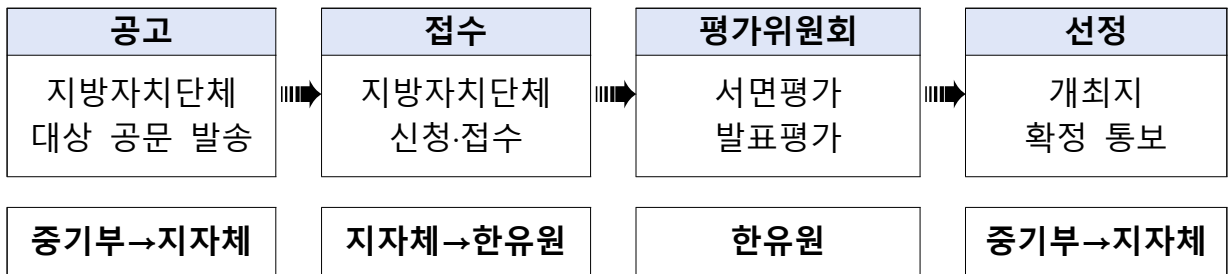 공고
지방자치단체
대상 공문 발송
접수
지방자치단체
신청·접수
평가위원회
서면평가
발표평가
선정
개최지
확정 통보
중기부→지자체
지자체→한유원
한유원
중기부→지자체